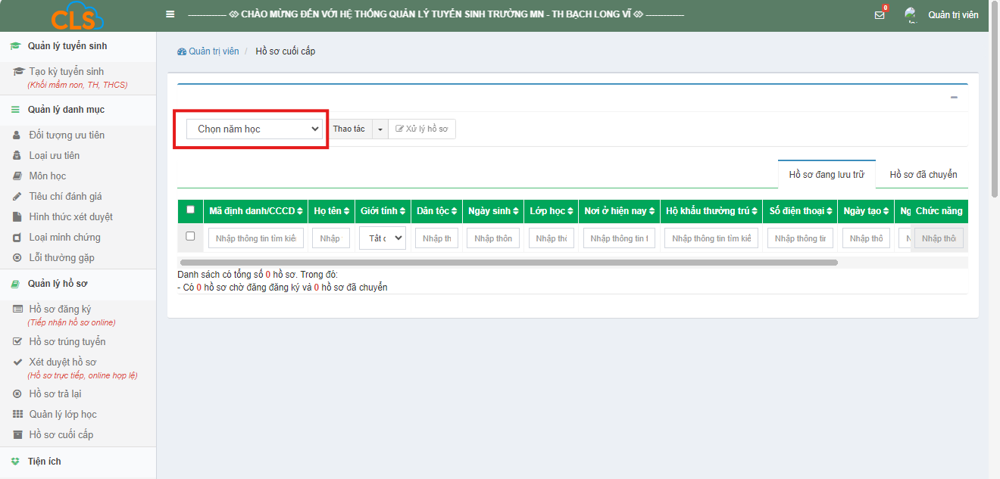 CLS
------------- CHÀO MỪNG ĐẾN VỚI HỆ THỐNG QUẢN LÝ TUYỂN SINH TRƯỜNG MN - TH BẠCH LONG VĨ -------------
0
Quản trị viên
Quản lý tuyển sinh
Tạo kỳ tuyển sinh
(Khối mầm non, TH, THCS)
Quản lý danh mục
Đối tượng ưu tiên
Loại ưu tiên
Môn học
Tiêu chí đánh giá
Hình thức xét duyệt
Loại minh chứng
Lỗi thường gặp
Quản lý hồ sơ
Hồ sơ đăng ký
(Tiếp nhận hồ sơ online)
Hồ sơ trúng tuyển
Xét duyệt hồ sơ
(Hồ sơ trực tiếp, online hợp lệ)
Hồ sơ trả lại
Quản lý lớp học
Hồ sơ cuối cấp
Tiện ích
Quản trị viên / Hồ sơ cuối cấp
Chọn năm học Thao tác Xử lý hồ sơ
Hồ sơ đang lưu trữ Hồ sơ đã chuyển
Mã định danh/CCCD Họ tên Giới tính Dân tộc Ngày sinh Lớp học Nơi ở hiện nay Hộ khẩu thường trú Số điện thoại Ngày tạo Ng Chức năng
Nhập thông tin tìm kiế Nhập Tất c Nhập th Nhập thôn Nhập thô Nhập thông tin t Nhập thông tin tìm kiế Nhập thông tin Nhập thô N Nhập thôn
Danh sách có tổng số 0 hồ sơ. Trong đó:
- Có 0 hồ sơ chờ đăng đăng ký và 0 hồ sơ đã chuyển